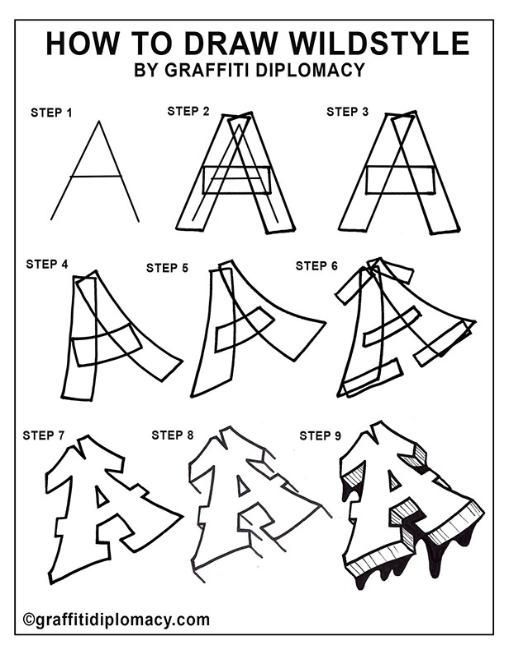 HOW TO DRAW WILDSTYLE
BY GRAFFITI DIPLOMACY
STEP 1
STEP 2
STEP 3
STEP 4
STEP 5
STEP 6
STEP 7
STEP 8
STEP 9
©graffitidiplomacy.com